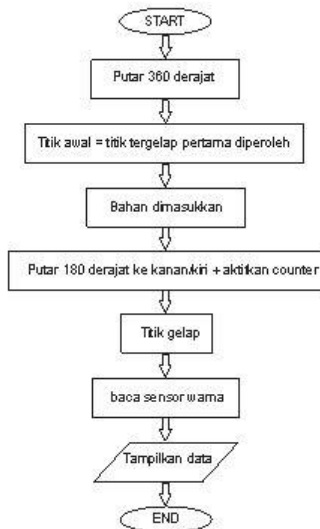 START
Putar 360 derajat
Titik awal = titik tergelap pertama diperoleh
Bahan dimasukkan
Putar 180 derajat ke kanan/kiri + aktifkan counter
Titik gelap
baca sensor warna
Tampilkan data
END